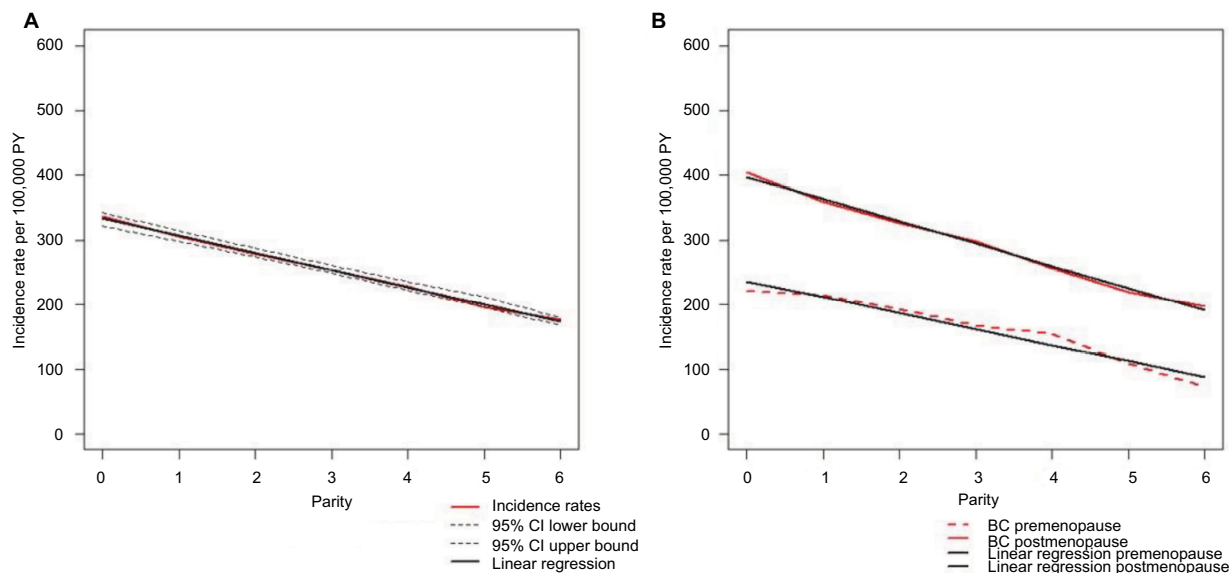 A
600
500
400
300
200
100
0
Incidence rate per 100,000 PY
0 1 2 3 4 5 6
Parity
Incidence rates
95% CI lower bound
95% CI upper bound
Linear regression
B
600
500
400
300
200
100
0
Incidence rate per 100,000 PY
0 1 2 3 4 5 6
Parity
BC premenopause
BC postmenopause
Linear regression premenopause
Linear regression postmenopause